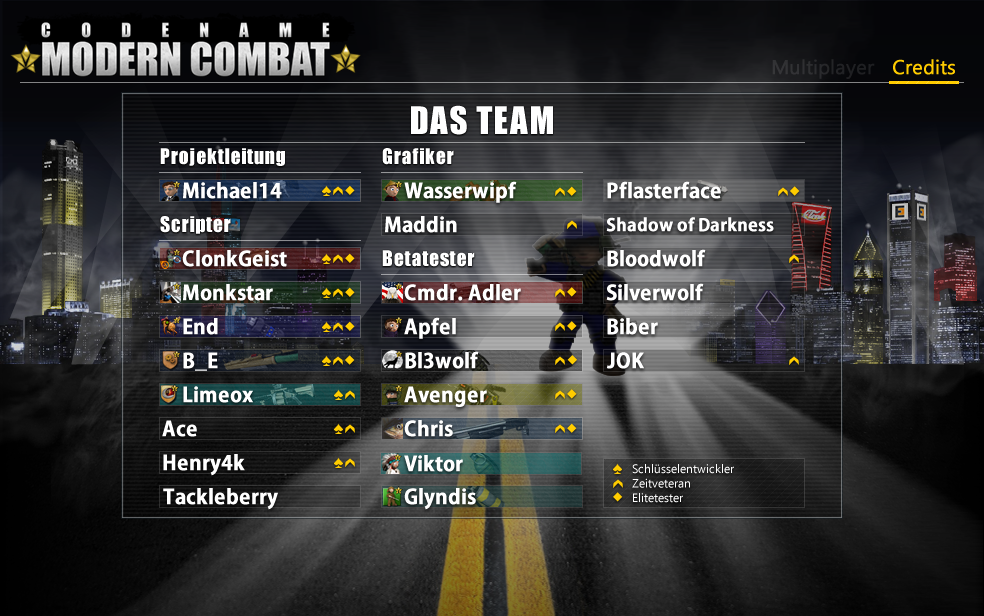 CODENAME
MODERN COMBAT
Multiplayer
Credits
DAS TEAM
Projektleitung
Michael14
Scripter
ClonkGeist
Monkstar
End
B_E
Limeox
Ace
Henry4k
Tackleberry
Grafiker
Wasserwipf
Maddin
Betatester
Cmdr. Adler
Apfel
Bl3wolf
Avenger
Chris
Viktor
Glyndis
Pflasterface
Shadow of Darkness
Bloodwolf
Silverwolf
Biber
JOK
Schlüsselentwickler
Zeitveteran
Elitetester